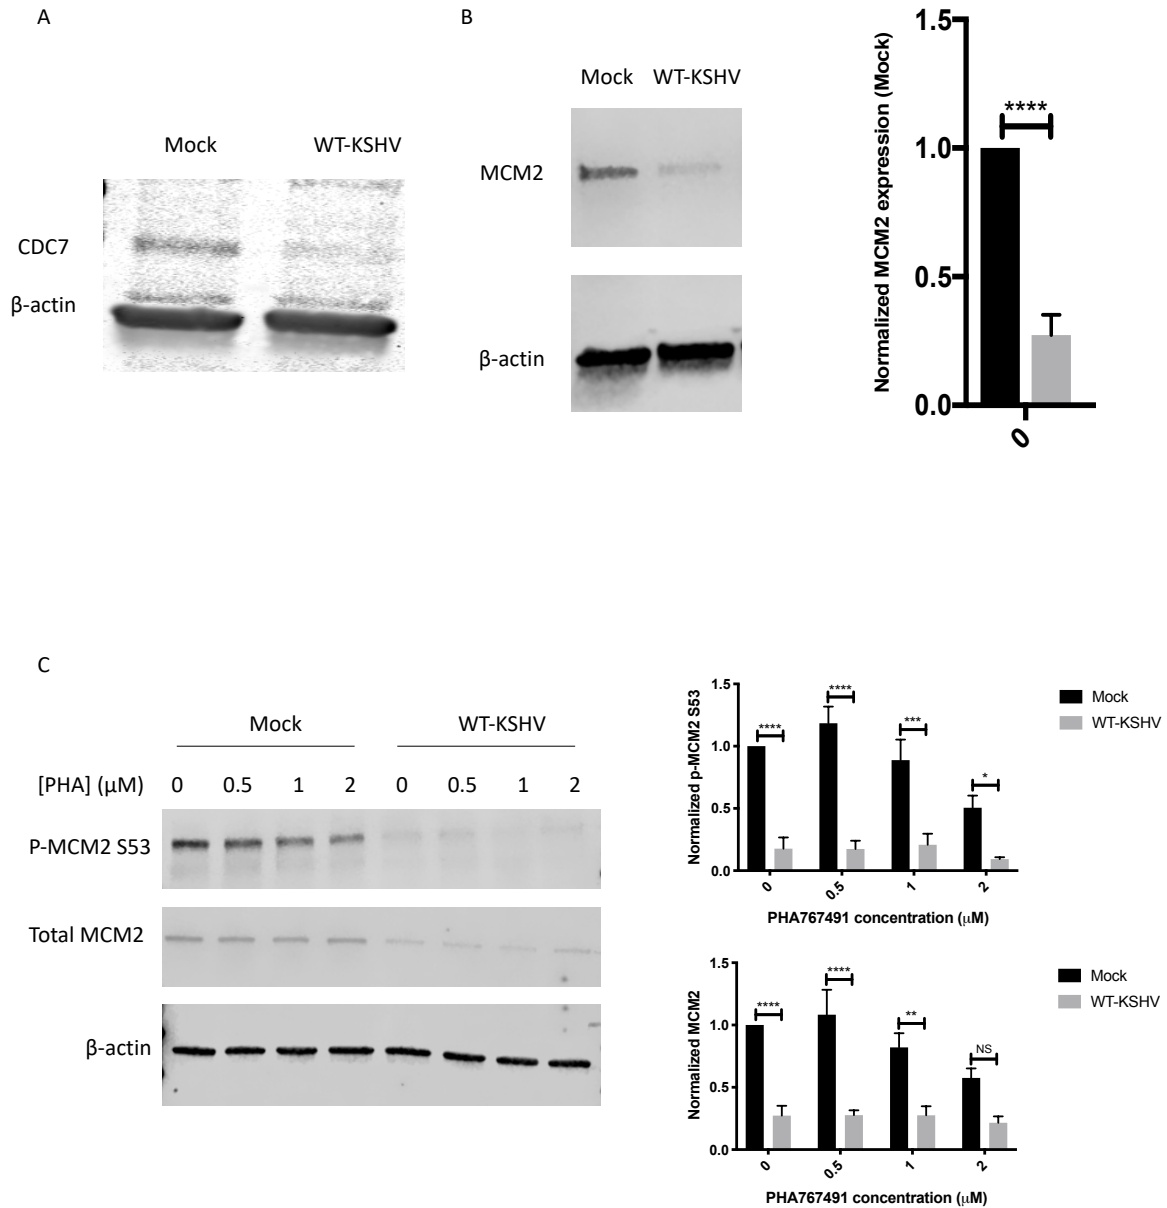 A
B
Mock WT-KSHV
CDC7
β-actin
Mock WT-KSHV
MCM2
β-actin
Normalized MCM2 expression (Mock)
1.5
1.0
0.5
0.0
****
0
C
Mock WT-KSHV
[PHA] (μM) 0 0.5 1 2 0 0.5 1 2
P-MCM2 S53
Total MCM2
β-actin
Normalized p-MCM2 S53
1.5
1.0
0.5
0.0
**** **** *** *
0 0.5 1 2
PHA767491 concentration (μM)
Mock
WT-KSHV
Normalized MCM2
1.5
1.0
0.5
0.0
**** **** ** NS
0 0.5 1 2
PHA767491 concentration (μM)
Mock
WT-KSHV